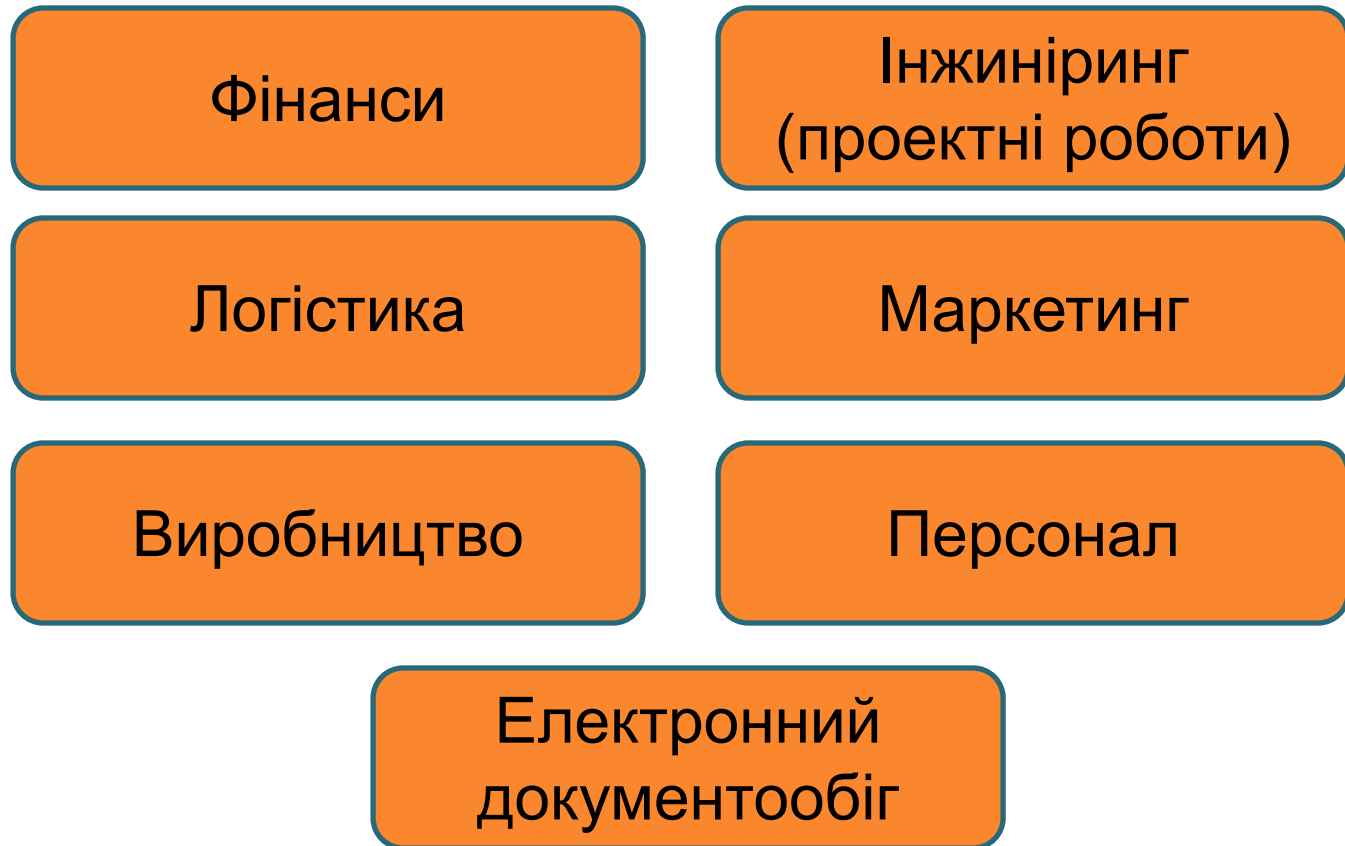 Фінанси
Інжиніринг
(проектні роботи)
Логістика
Маркетинг
Виробництво
Персонал
Електронний
документообіг